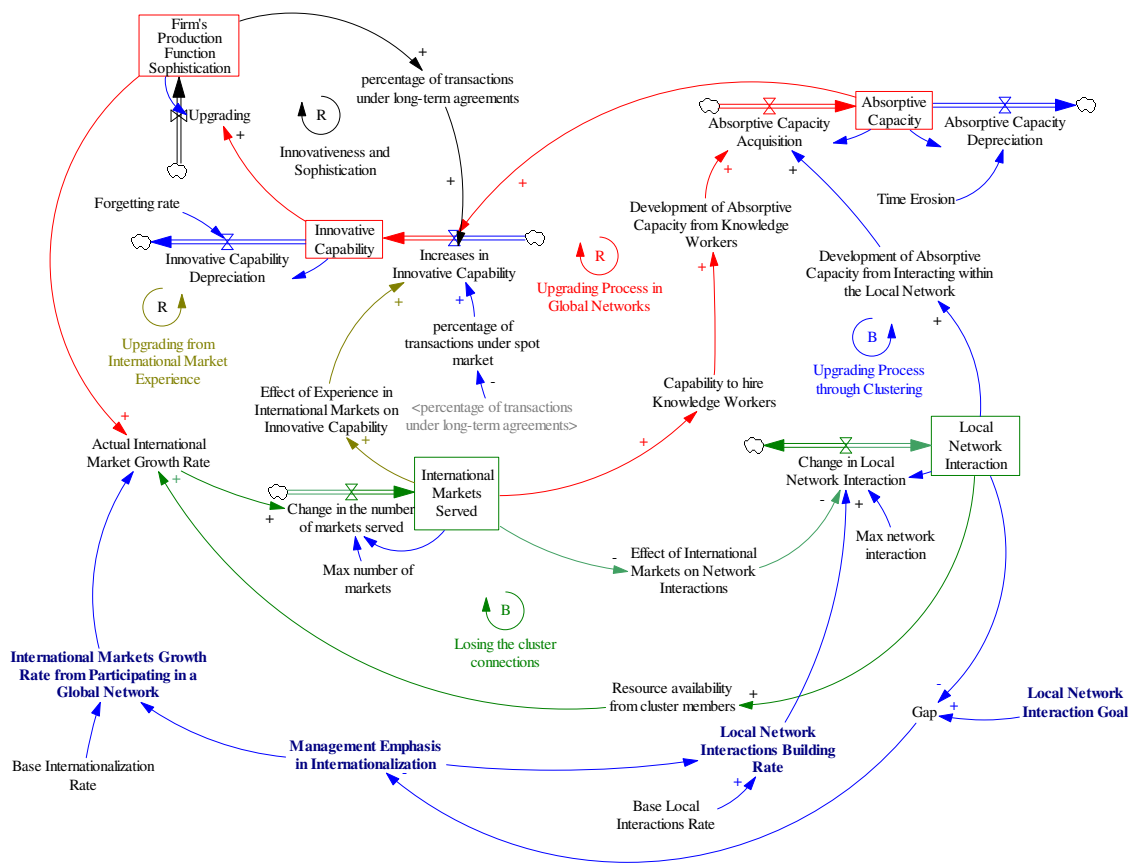 Firm's
Production
Function
Sophistication
+
percentage of transactions
under long-term agreements
Upgrading
+
R
Innovativeness and
Sophistication
Absorptive
Capacity
Absorptive Capacity
Acquisition
Absorptive Capacity
Depreciation
+
+
+
+
Time Erosion
Forgetting rate
Innovative
Capability
Innovative Capability
Depreciation
Increases in
Innovative Capability
Development of Absorptive
Capacity from Knowledge
Workers
+
Development of Absorptive
Capacity from Interacting within
the Local Network
+
R
Upgrading Process in
Global Networks
R
Upgrading from
International Market
Experience
+
+
percentage of
transactions under spot
market
-
<percentage of transactions
under long-term agreements>
B
Upgrading Process
through Clustering
Effect of Experience in
International Markets on
Innovative Capability
+
Capability to hire
Knowledge Workers
+
+
Actual International
Market Growth Rate
+
International
Markets
Served
Change in the number
of markets served
+
Max number of
markets
Local
Network
Interaction
Change in Local
Network Interaction
-
+
Max network
interaction
-
Effect of International
Markets on Network
Interactions
B
Losing the cluster
connections
International Markets Growth
Rate from Participating in a
Global Network
Resource availability
from cluster members
+
-
+
Gap
Local Network
Interaction Goal
Management Emphasis
in Internationalization
-
Local Network
Interactions Building
Rate
+
Base Internationalization
Rate
Base Local
Interactions Rate